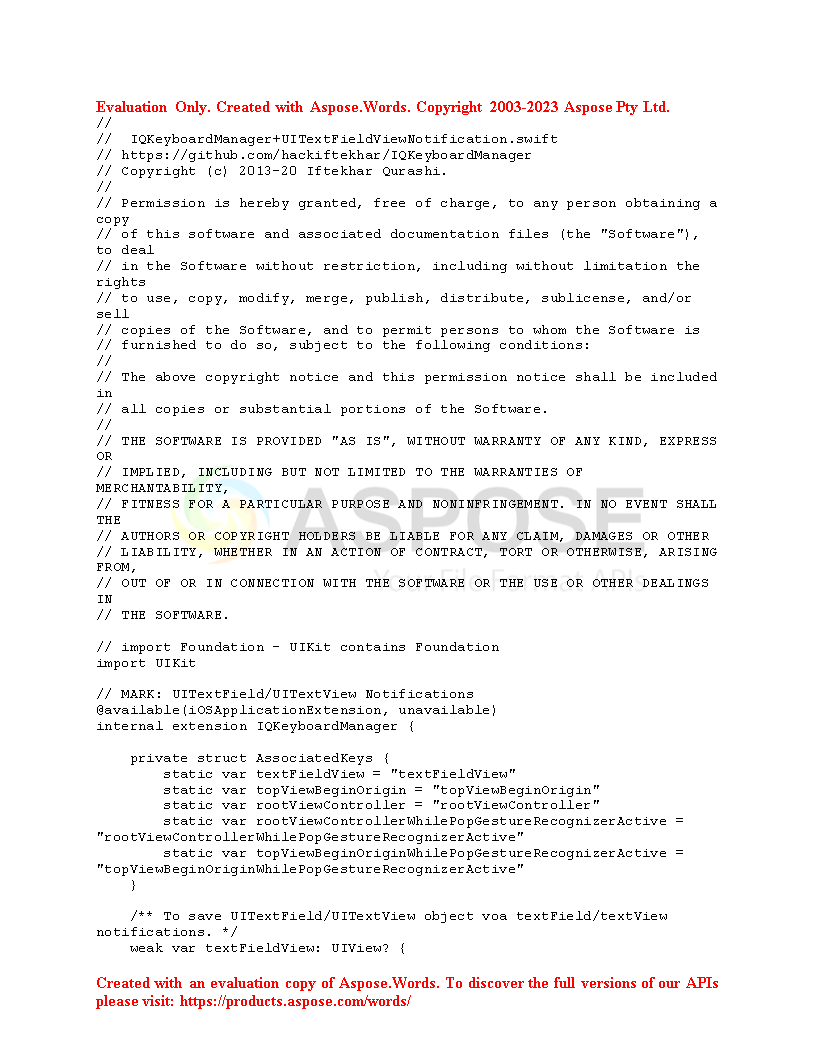 Evaluation Only. Created with Aspose.Words. Copyright 2003-2023 Aspose Pty Ltd.
//
//  IQKeyboardManager+UITextFieldViewNotification.swift
// https://github.com/hackiftekhar/IQKeyboardManager
// Copyright (c) 2013-20 Iftekhar Qurashi.
//
// Permission is hereby granted, free of charge, to any person obtaining a
copy
// of this software and associated documentation files (the "Software"),
to deal
// in the Software without restriction, including without limitation the
rights
// to use, copy, modify, merge, publish, distribute, sublicense, and/or
sell
// copies of the Software, and to permit persons to whom the Software is
// furnished to do so, subject to the following conditions:
//
// The above copyright notice and this permission notice shall be included
in
// all copies or substantial portions of the Software.
//
// THE SOFTWARE IS PROVIDED "AS IS", WITHOUT WARRANTY OF ANY KIND, EXPRESS
OR
// IMPLIED, INCLUDING BUT NOT LIMITED TO THE WARRANTIES OF
MERCHANTABILITY,
// FITNESS FOR A PARTICULAR PURPOSE AND NONINFRINGEMENT. IN NO EVENT SHALL
THE
// AUTHORS OR COPYRIGHT HOLDERS BE LIABLE FOR ANY CLAIM, DAMAGES OR OTHER
// LIABILITY, WHETHER IN AN ACTION OF CONTRACT, TORT OR OTHERWISE, ARISING
FROM,
// OUT OF OR IN CONNECTION WITH THE SOFTWARE OR THE USE OR OTHER DEALINGS
IN
// THE SOFTWARE.
ASPOSE
Your File Format APIs

// import Foundation - UIKit contains Foundation
import UIKit

// MARK: UITextField/UITextView Notifications
@available(iOSApplicationExtension, unavailable)
internal extension IQKeyboardManager {

    private struct AssociatedKeys {
        static var textFieldView = "textFieldView"
        static var topViewBeginOrigin = "topViewBeginOrigin"
        static var rootViewController = "rootViewController"
        static var rootViewControllerWhilePopGestureRecognizerActive =
"rootViewControllerWhilePopGestureRecognizerActive"
        static var topViewBeginOriginWhilePopGestureRecognizerActive =
"topViewBeginOriginWhilePopGestureRecognizerActive"
    }

    /** To save UITextField/UITextView object voa textField/textView
notifications. */
    weak var textFieldView: UIView? {

Created with an evaluation copy of Aspose.Words. To discover the full versions of our APIs
please visit: https://products.aspose.com/words/